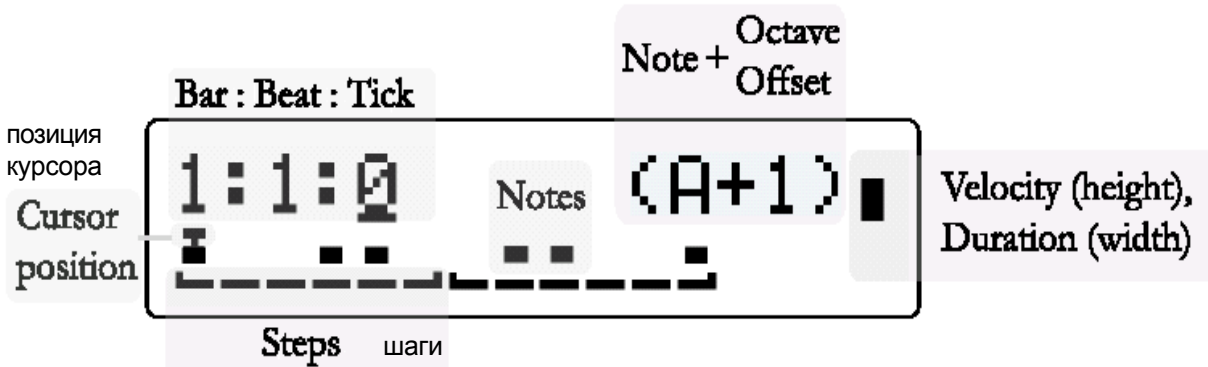 Octave
Note + Offset
Bar : Beat : Tick
позиция
курсора
1:1:0
(A+1)
Notes
Cursor
position
Velocity (height),
Duration (width)
Steps шаги